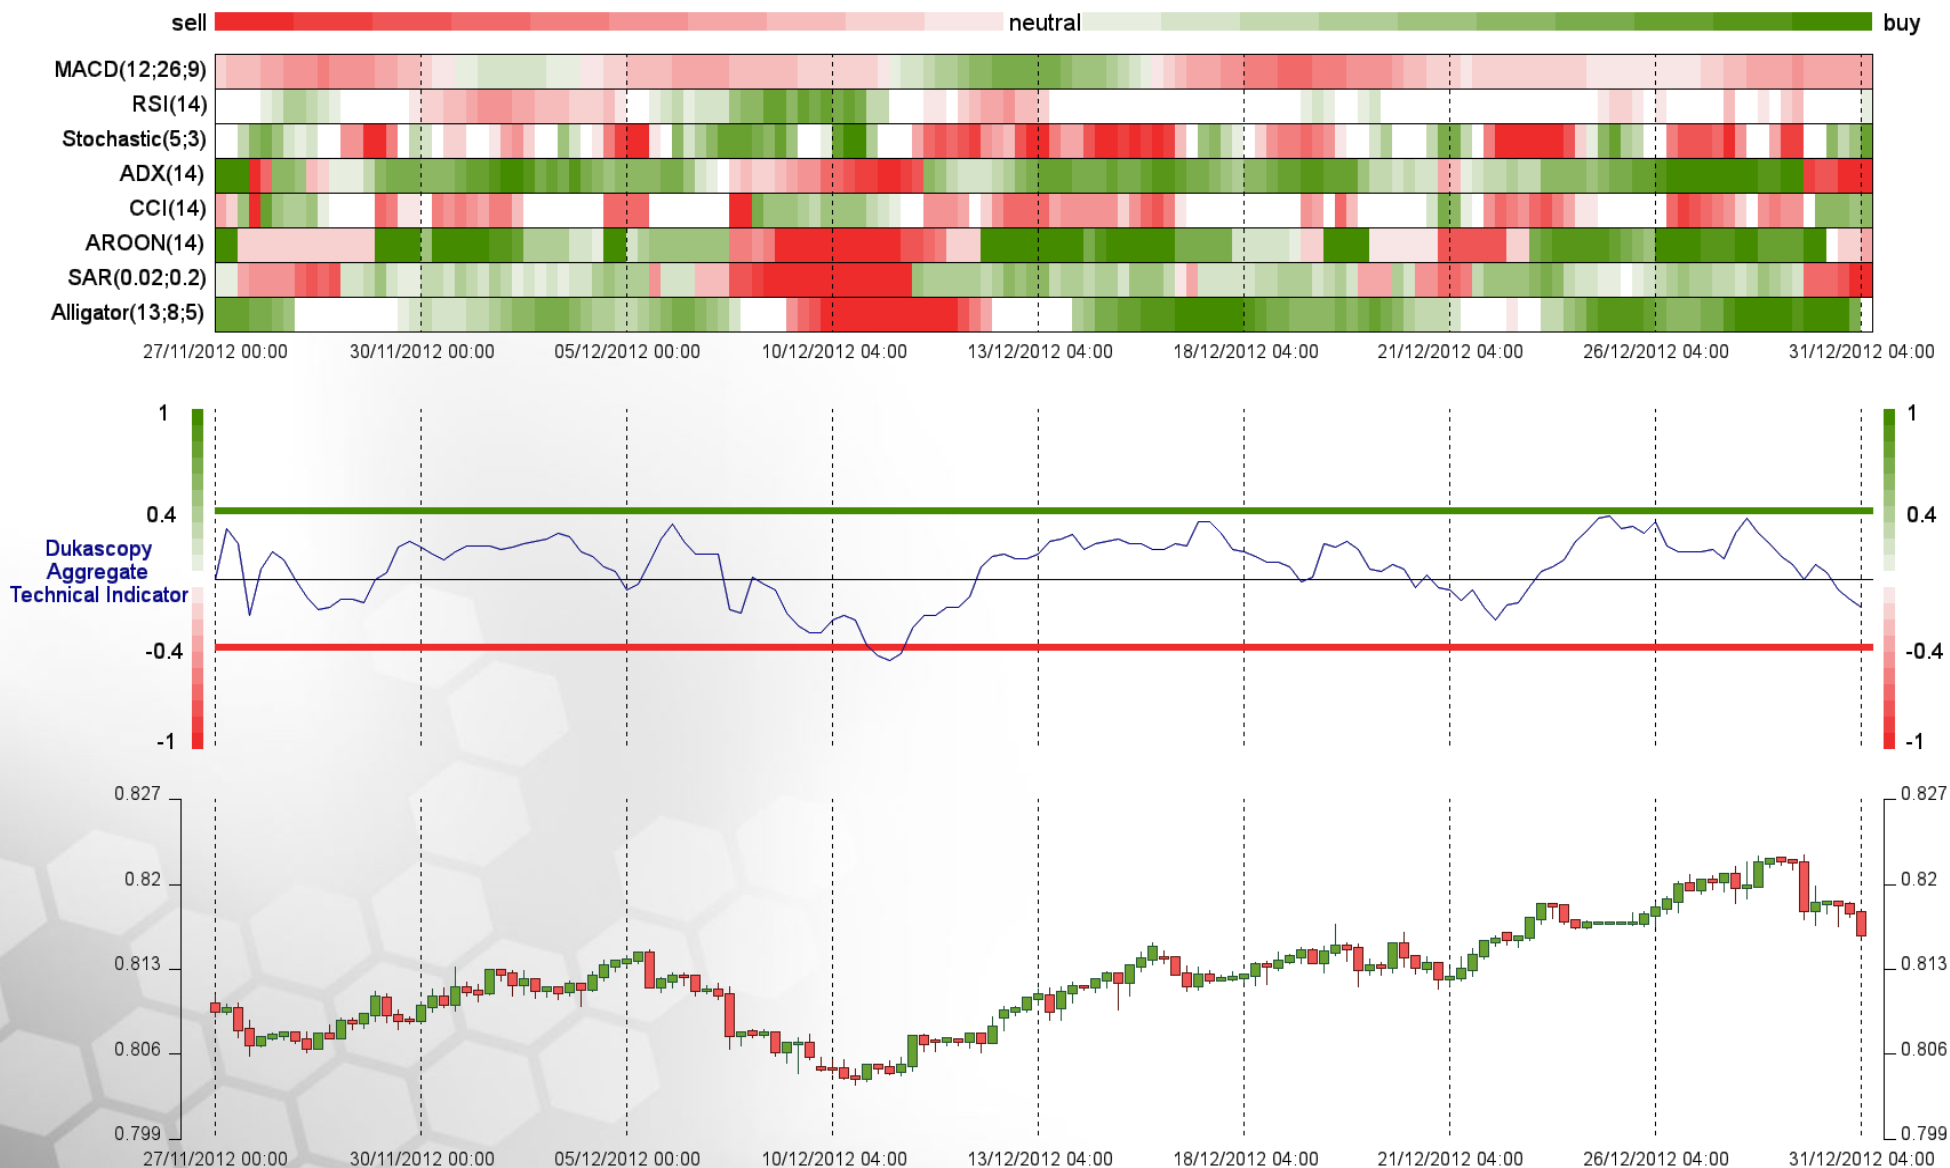 sell neutral buy
MACD(12;26;9)
RSI(14)
Stochastic(5;3)
ADX(14)
CCI(14)
AROON(14)
SAR(0.02;0.2)
Alligator(13;8;5)
27/11/2012 00:00 30/11/2012 00:00 05/12/2012 00:00 10/12/2012 04:00 13/12/2012 04:00 18/12/2012 04:00 21/12/2012 04:00 26/12/2012 04:00 31/12/2012 04:00
1 1
0.4 0.4
Dukascopy
Aggregate
Technical Indicator
-0.4 -0.4
-1 -1
0.827 0.827
0.82 0.82
0.813 0.813
0.806 0.806
0.799 0.799
27/11/2012 00:00 30/11/2012 00:00 05/12/2012 00:00 10/12/2012 04:00 13/12/2012 04:00 18/12/2012 04:00 21/12/2012 04:00 26/12/2012 04:00 31/12/2012 04:00